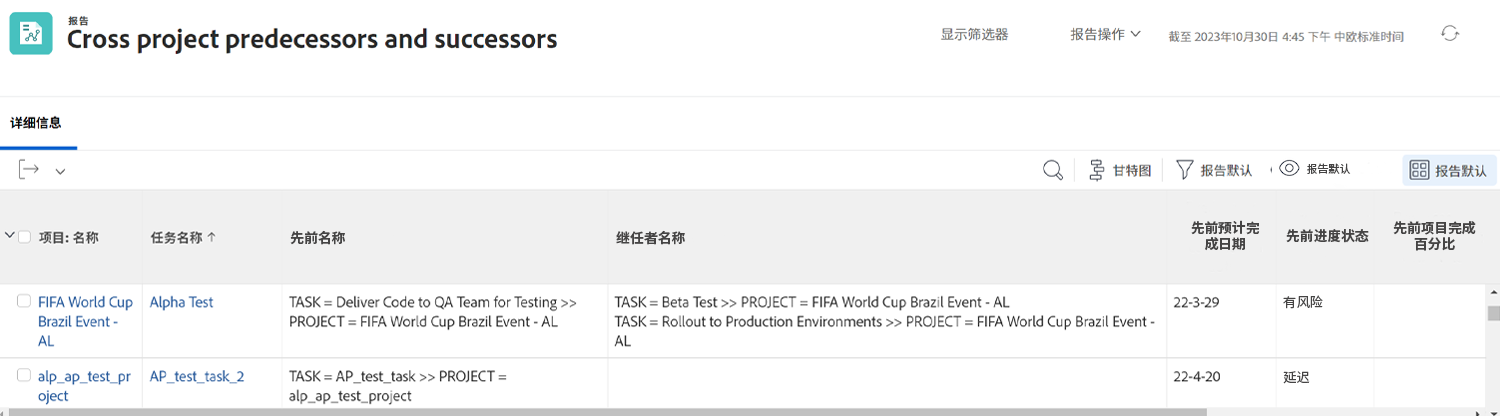 报告
Cross project predecessors and successors
显示筛选器
报告操作
截至 2023年10月30日 4:45 下午 中欧标准时间
详细信息
甘特图
报告默认
报告默认
报告默认
项目: 名称
任务名称
先前名称
继任者名称
先前预计完
成日期
先前进度状态
先前项目完成
百分比
FIFA World Cup
Brazil Event -
AL
Alpha Test
TASK = Deliver Code to QA Team for Testing >>
PROJECT = FIFA World Cup Brazil Event - AL
TASK = Beta Test >> PROJECT = FIFA World Cup Brazil Event - AL
TASK = Rollout to Production Environments >> PROJECT = FIFA World Cup Brazil Event -
AL
22-3-29
有风险
alp_ap_test_pr
oject
AP_test_task_2
TASK = AP_test_task >> PROJECT =
alp_ap_test_project
22-4-20
延迟